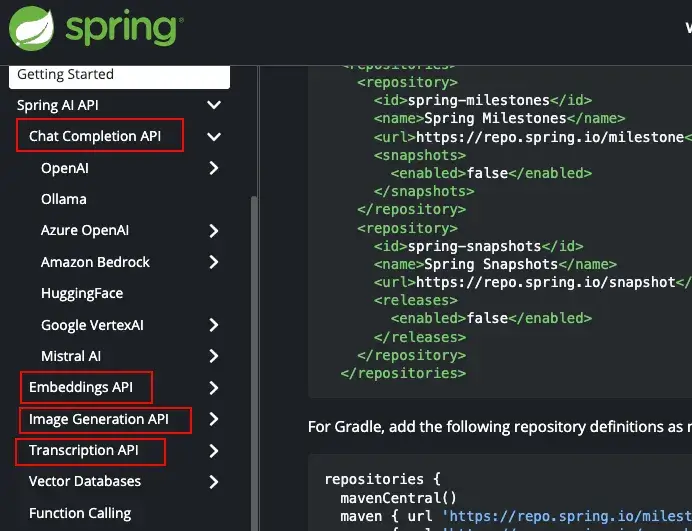 spring
Getting Started
Spring AI API
Chat Completion API
OpenAI
Ollama
Azure OpenAI
Amazon Bedrock
HuggingFace
Google VertexAI
Mistral AI
Embeddings API
Image Generation API
Transcription API
Vector Databases
Function Calling
<repositories>
<repository>
<id>spring-milestones</id>
<name>Spring Milestones</name>
<url>https://repo.spring.io/milestone<
<snapshots>
<enabled>false</enabled>
</snapshots>
</repository>
<repository>
<id>spring-snapshots</id>
<name>Spring Snapshots</name>
<url>https://repo.spring.io/snapshot</
<releases>
<enabled>false</enabled>
</releases>
</repository>
</repositories>
For Gradle, add the following repository definitions as
repositories {
mavenCentral()
maven { url 'https://repo.spring.io/milest